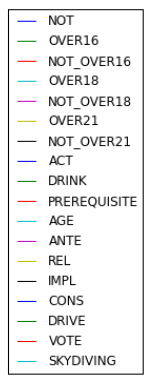 NOT
OVER16
NOT_OVER16
OVER18
NOT_OVER18
OVER21
NOT_OVER21
ACT
DRINK
PREREQUISITE
AGE
ANTE
REL
IMPL
CONS
DRIVE
VOTE
SKYDIVING